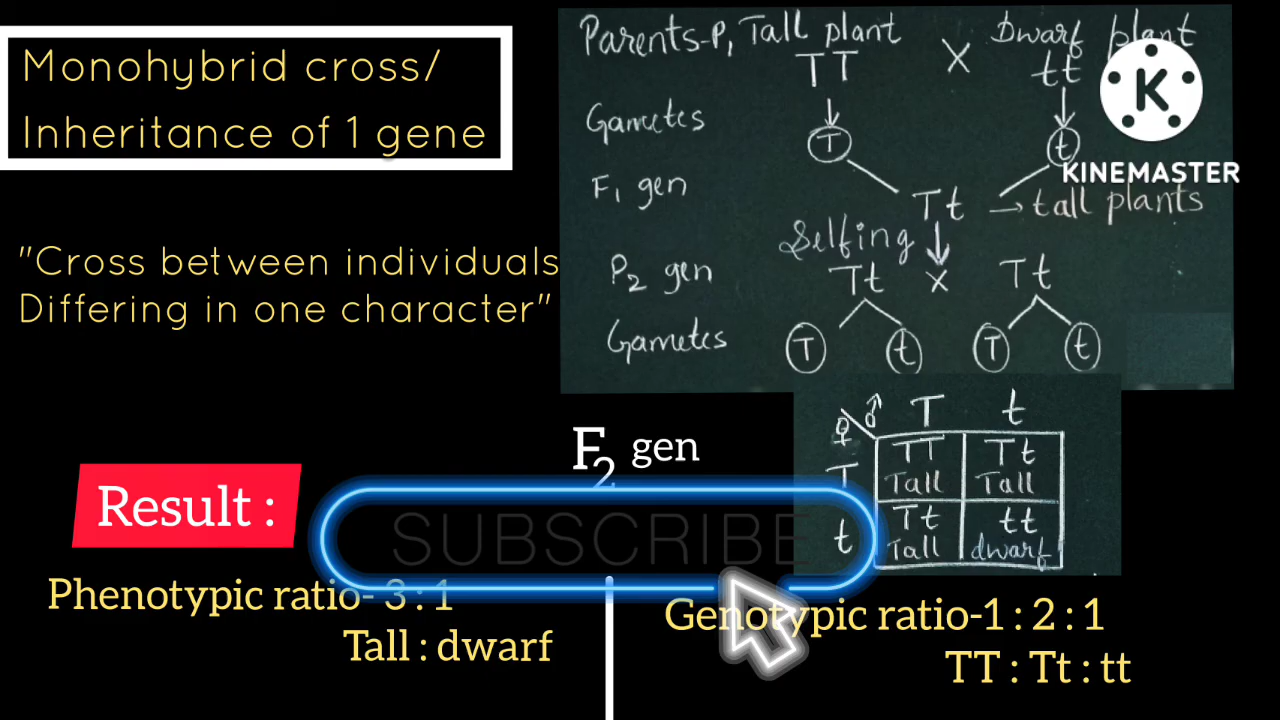 Monohybrid cross/
Inheritance of 1 gene
"Cross between individuals
Differing in one character"
Parents-P₁ Tall plant X Dwarf plant
TT tt
Gametes T t
F₁ gen Tt → tall plants
Selfing
P₂ gen Tt X Tt
Gametes T t T t
K
KINEMASTER
F₂ gen
♀ ♂ T t
T TT Tt
Tall Tall
t Tt tt
Tall dwarf
Result :
SUBSCRIBE
Phenotypic ratio- 3 : 1
Tall : dwarf
Genotypic ratio-1 : 2 : 1
TT : Tt : tt